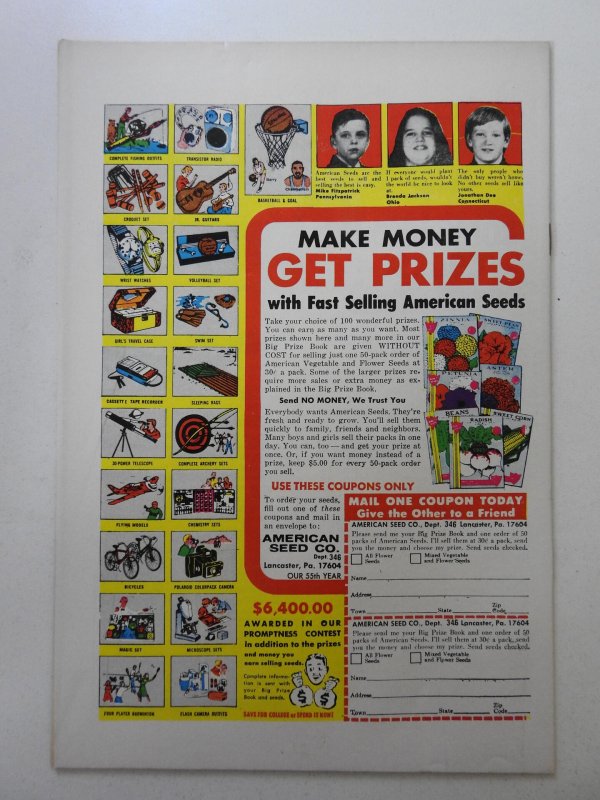 COMPLETE FISHING OUTFITS
TRANSISTOR RADIO
CROQUET SET
JR. GUITARS
WRIST WATCHES
VOLLEYBALL SET
GIRL'S TRAVEL CASE
SWIM SET
CASSETTE TAPE RECORDER
SLEEPING BAGS
30-POWER TELESCOPE
COMPLETE ARCHERY SETS
FLYING MODELS
CHEMISTRY SETS
BICYCLES
POLAROID COLORPACK CAMERA
MAGIC SET
MICROSCOPE SETS
FOUR PLAYER BADMINTON
FLASH CAMERA OUTFITS
BASKETBALL & GOAL
American Seeds are the
best seeds to sell and
selling the best is easy.
Mike Fitzpatrick
Pennsylvania
If everyone would plant
1 pack of seeds, wouldn't
the world be nice to look
at.
Brenda Jackson
Ohio
The only people who
didn't buy weren't home.
No other seeds sell like
yours.
Jonathan Doe
Connecticut
MAKE MONEY
GET PRIZES
with Fast Selling American Seeds
Take your choice of 100 wonderful prizes.
You can earn as many as you want. Most
prizes shown here and many more in our
Big Prize Book are given WITHOUT
COST for selling just one 50-pack order of
American Vegetable and Flower Seeds at
30¢ a pack. Some of the larger prizes re-
quire more sales or extra money as ex-
plained in the Big Prize Book.
Send NO MONEY, We Trust You
Everybody wants American Seeds. They're
fresh and ready to grow. You'll sell them
quickly to family, friends and neighbors.
Many boys and girls sell their packs in one
day. You can, too — and get your prize at
once. Or, if you want money instead of a
prize, keep $5.00 for every 50-pack order
you sell.
ZINNIA
SWEET PEAS
PETUNIA
ASTER
BEANS
RADISH
SWEET CORN
USE THESE COUPONS ONLY
To order your seeds,
fill out one of these
coupons and mail in
an envelope to:
AMERICAN
SEED CO.
Dept. 346
Lancaster, Pa. 17604
OUR 55th YEAR
$6,400.00
AWARDED IN OUR
PROMPTNESS CONTEST
In addition to the prizes
and money you
earn selling seeds.
Complete informa-
tion is sent with
your Big Prize
Book and seeds.
SAVE FOR COLLEGE or SPEND IS NOW!
MAIL ONE COUPON TODAY
Give the Other to a Friend
AMERICAN SEED CO., Dept. 346 Lancaster, Pa. 17604
Please send me your Big Prize Book and one order of 50
packs of American Seeds. I'll sell them at 30¢ a pack, send
you the money and choose my prize. Send seeds checked.
All Flower Seeds
Mixed Vegetable and Flower Seeds
Name
Address
Town State Zip Code
AMERICAN SEED CO., Dept. 346 Lancaster, Pa. 17604
Please send me your Big Prize Book and one order of 50
packs of American Seeds. I'll sell them at 30¢ a pack, send
you the money and choose my prize. Send seeds checked.
All Flower Seeds
Mixed Vegetable and Flower Seeds
Name
Address
Town State Zip Code